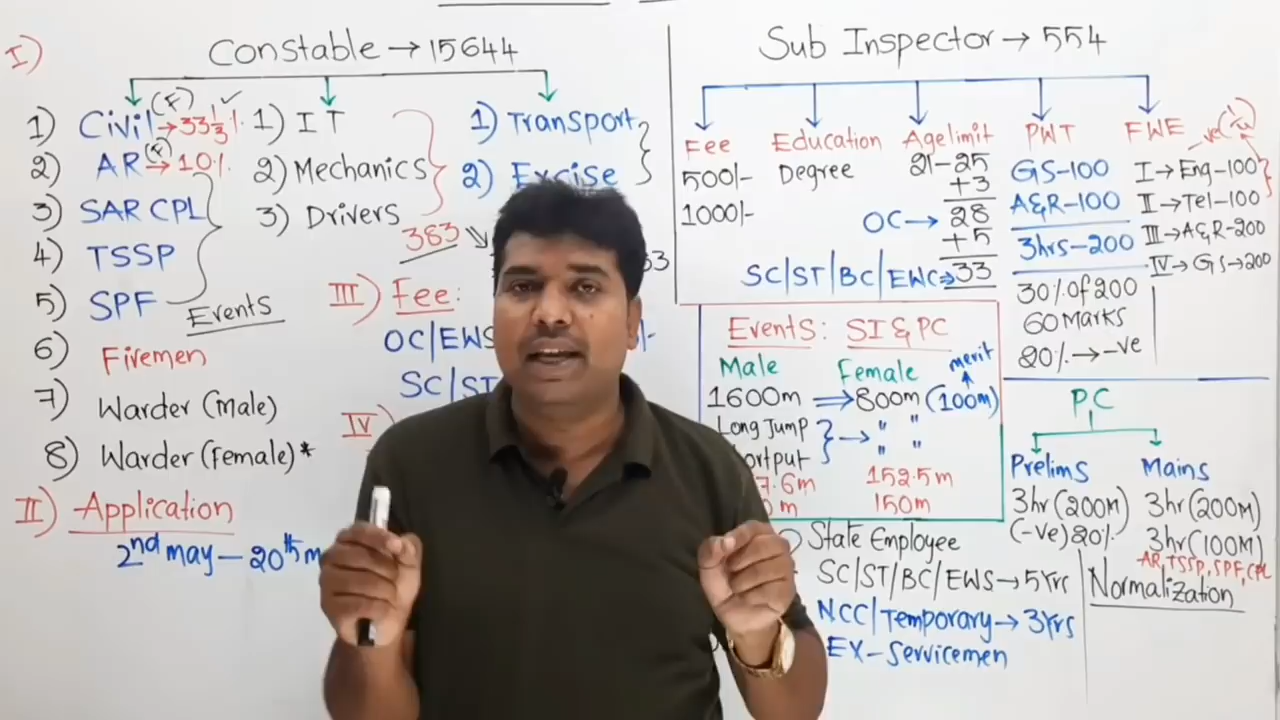 I)
Constable → 15644
1) Civil (F) → 33 1/3 %. ✓
2) AR (F) → 10%.
3) SAR CPL
4) TSSP
5) SPF
Events
6) Firemen
7) Warder (Male)
8) Warder (Female)*
II) Application
2nd may – 20th m
1) IT
2) Mechanics
3) Drivers
383
1) Transport
2) Excise
III) Fee:
OC/EWS
/-
SC/ST
IV)
Sub Inspector → 554
Fee
500/-
1000/-
Education
Degree
Agelimit
21-25
+3
OC → 28
+5
SC/ST/BC/EWC → 33
PWT
GS-100
A&R-100
3hrs-200
30%.of 200
60 Marks
20%. → -ve
FWE
I → Eng-100
II → Tel-100
III → A&R-200
IV → GS → 200
Events: SI & PC
Male Female merit
1600m ⇒ 800m (100m)
Long Jump } → " "
ortput " "
7.6m 152.5m
m 150m
State Employee
SC/ST/BC/EWS → 5Yrs
NCC/Temporary → 3Yrs
EX-Servicemen
PC
Prelims
3hr (200M)
(-ve) 20%.
Mains
3hr (200M)
3hr (100M)
AR, TSSP, SPF, CPL
Normalization